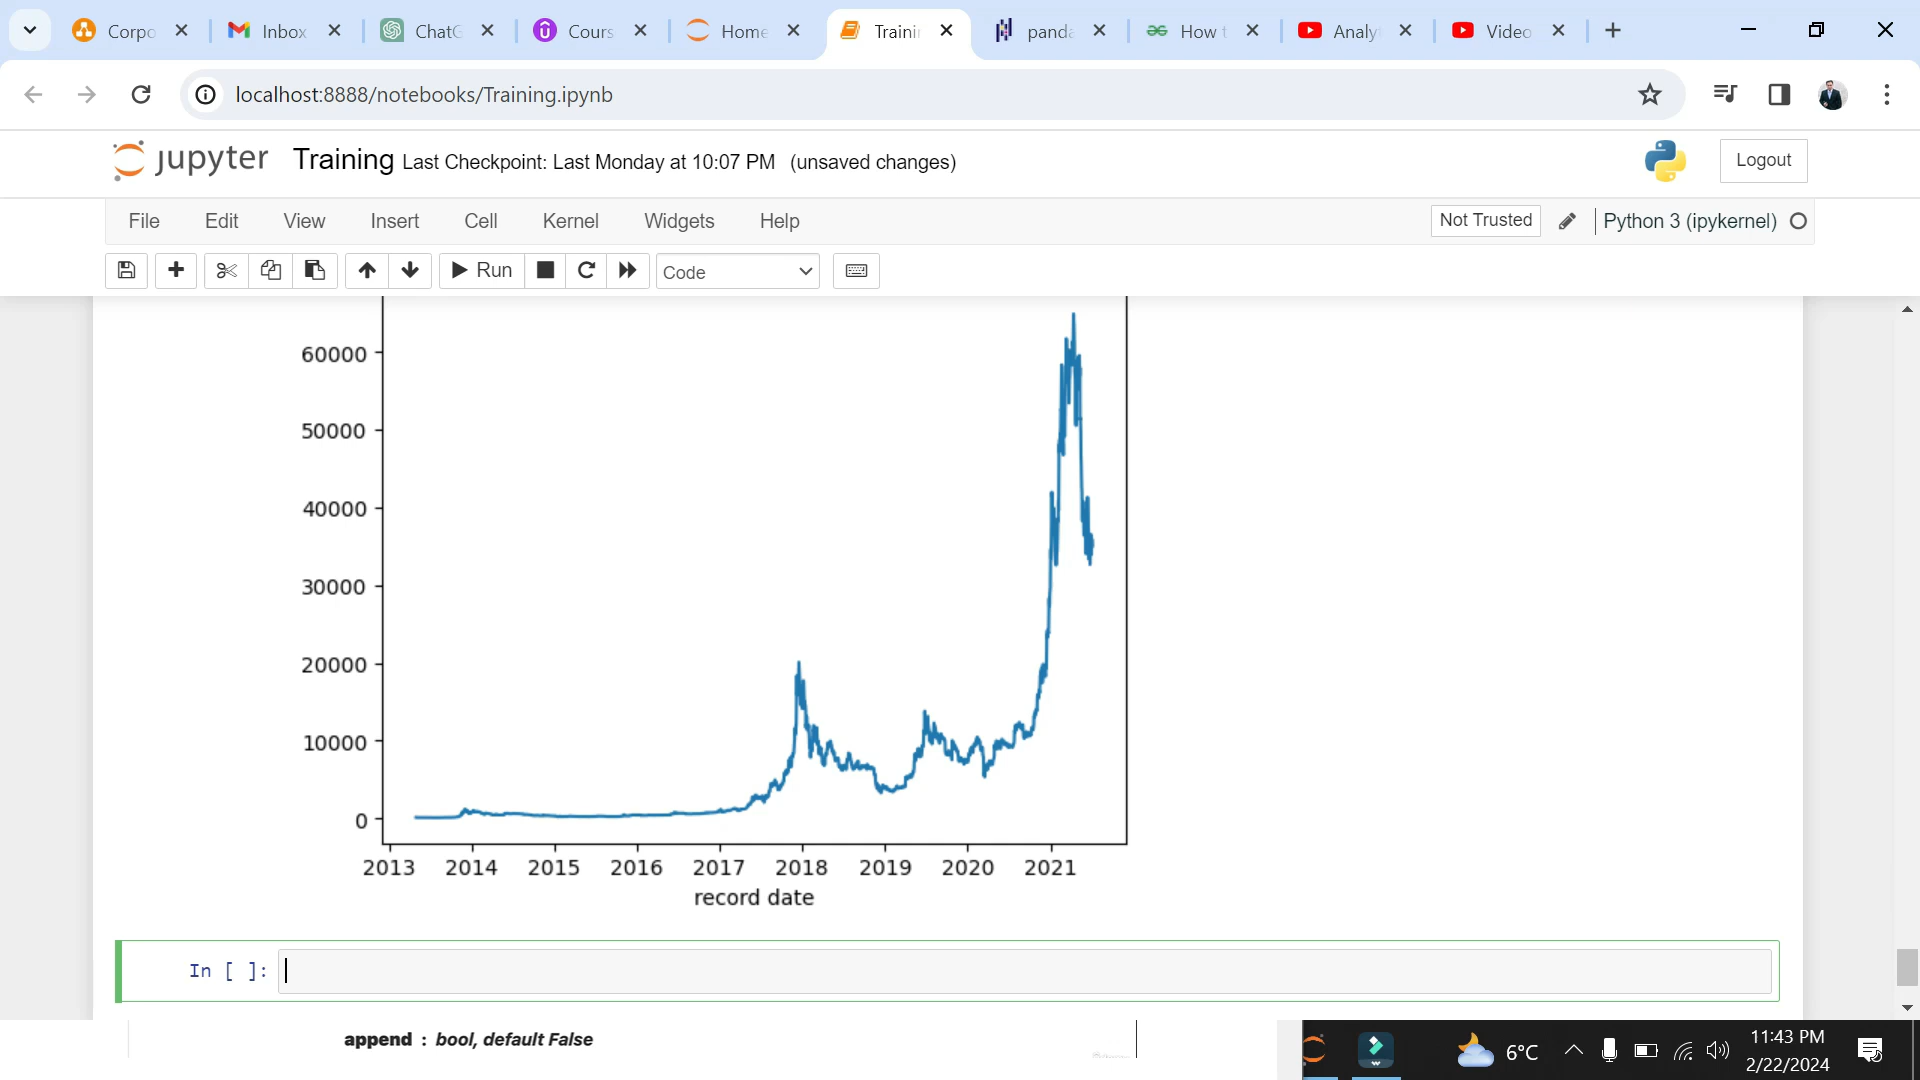 Corpo Inbox ChatG Cours Home Traini panda How t Analy Video
localhost:8888/notebooks/Training.ipynb
jupyter Training Last Checkpoint: Last Monday at 10:07 PM (unsaved changes) Logout
File Edit View Insert Cell Kernel Widgets Help Not Trusted Python 3 (ipykernel)
Run Code
60000
50000
40000
30000
20000
10000
0
2013 2014 2015 2016 2017 2018 2019 2020 2021
record date
In [ ]:
append : bool, default False
6°C 11:43 PM
2/22/2024